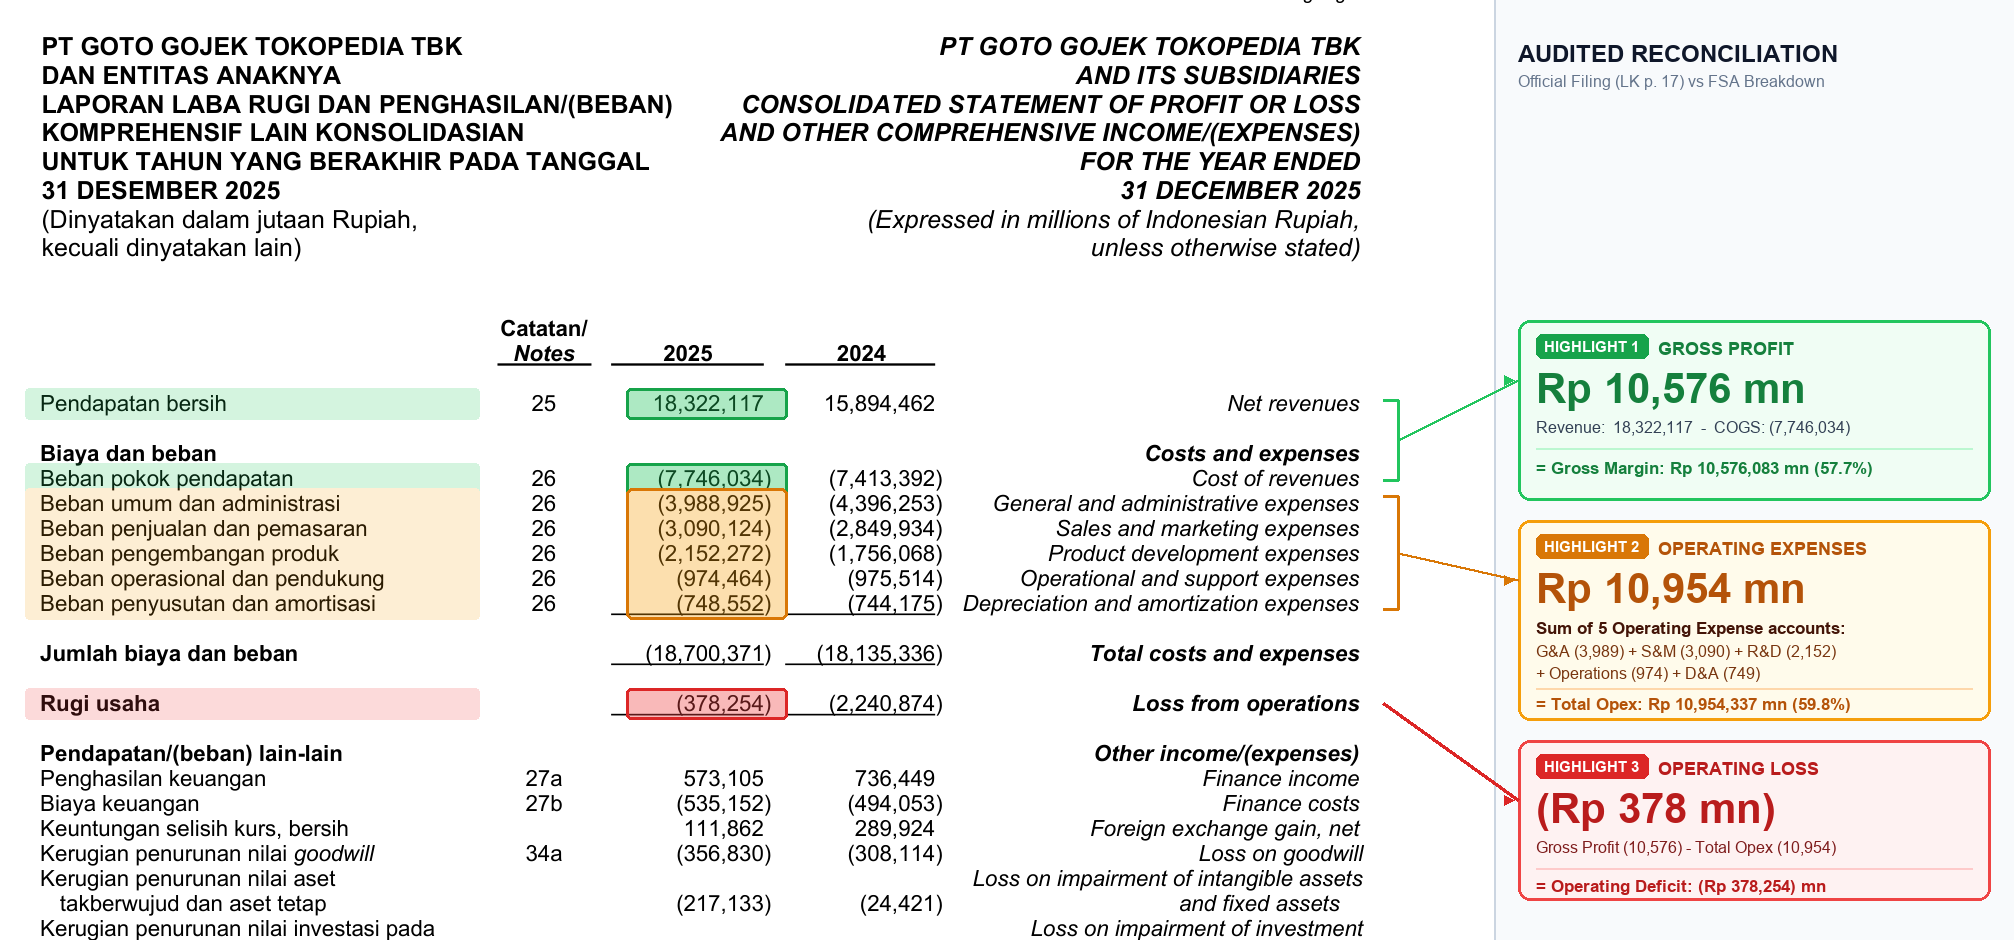 PT GOTO GOJEK TOKOPEDIA TBK
DAN ENTITAS ANAKNYA
LAPORAN LABA RUGI DAN PENGHASILAN/(BEBAN)
KOMPREHENSIF LAIN KONSOLIDASIAN
UNTUK TAHUN YANG BERAKHIR PADA TANGGAL
31 DESEMBER 2025
(Dinyatakan dalam jutaan Rupiah,
kecuali dinyatakan lain)
PT GOTO GOJEK TOKOPEDIA TBK
AND ITS SUBSIDIARIES
CONSOLIDATED STATEMENT OF PROFIT OR LOSS
AND OTHER COMPREHENSIVE INCOME/(EXPENSES)
FOR THE YEAR ENDED
31 DECEMBER 2025
(Expressed in millions of Indonesian Rupiah,
unless otherwise stated)
Catatan/
Notes 2025 2024
Pendapatan bersih 25 18,322,117 15,894,462 Net revenues
Biaya dan beban Costs and expenses
Beban pokok pendapatan 26 (7,746,034) (7,413,392) Cost of revenues
Beban umum dan administrasi 26 (3,988,925) (4,396,253) General and administrative expenses
Beban penjualan dan pemasaran 26 (3,090,124) (2,849,934) Sales and marketing expenses
Beban pengembangan produk 26 (2,152,272) (1,756,068) Product development expenses
Beban operasional dan pendukung 26 (974,464) (975,514) Operational and support expenses
Beban penyusutan dan amortisasi 26 (748,552) (744,175) Depreciation and amortization expenses
Jumlah biaya dan beban (18,700,371) (18,135,336) Total costs and expenses
Rugi usaha (378,254) (2,240,874) Loss from operations
Pendapatan/(beban) lain-lain Other income/(expenses)
Penghasilan keuangan 27a 573,105 736,449 Finance income
Biaya keuangan 27b (535,152) (494,053) Finance costs
Keuntungan selisih kurs, bersih 111,862 289,924 Foreign exchange gain, net
Kerugian penurunan nilai goodwill 34a (356,830) (308,114) Loss on goodwill
Kerugian penurunan nilai aset Loss on impairment of intangible assets
takberwujud dan aset tetap (217,133) (24,421) and fixed assets
Kerugian penurunan nilai investasi pada Loss on impairment of investment
AUDITED RECONCILIATION
Official Filing (LK p. 17) vs FSA Breakdown
HIGHLIGHT 1 GROSS PROFIT
Rp 10,576 mn
Revenue: 18,322,117 - COGS: (7,746,034)
= Gross Margin: Rp 10,576,083 mn (57.7%)
HIGHLIGHT 2 OPERATING EXPENSES
Rp 10,954 mn
Sum of 5 Operating Expense accounts:
G&A (3,989) + S&M (3,090) + R&D (2,152)
+ Operations (974) + D&A (749)
= Total Opex: Rp 10,954,337 mn (59.8%)
HIGHLIGHT 3 OPERATING LOSS
(Rp 378 mn)
Gross Profit (10,576) - Total Opex (10,954)
= Operating Deficit: (Rp 378,254) mn